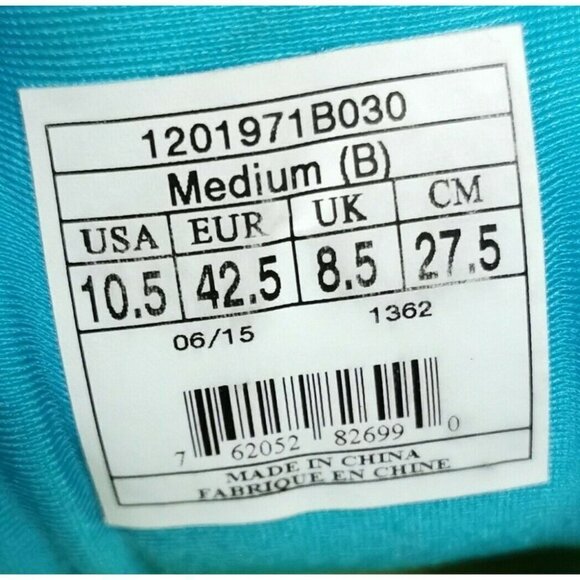 1201971B030
Medium (B)
USA EUR UK CM
10.5 42.5 8.5 27.5
06/15 1362
7 62052 82699 0
MADE IN CHINA
FABRIQUE EN CHINE